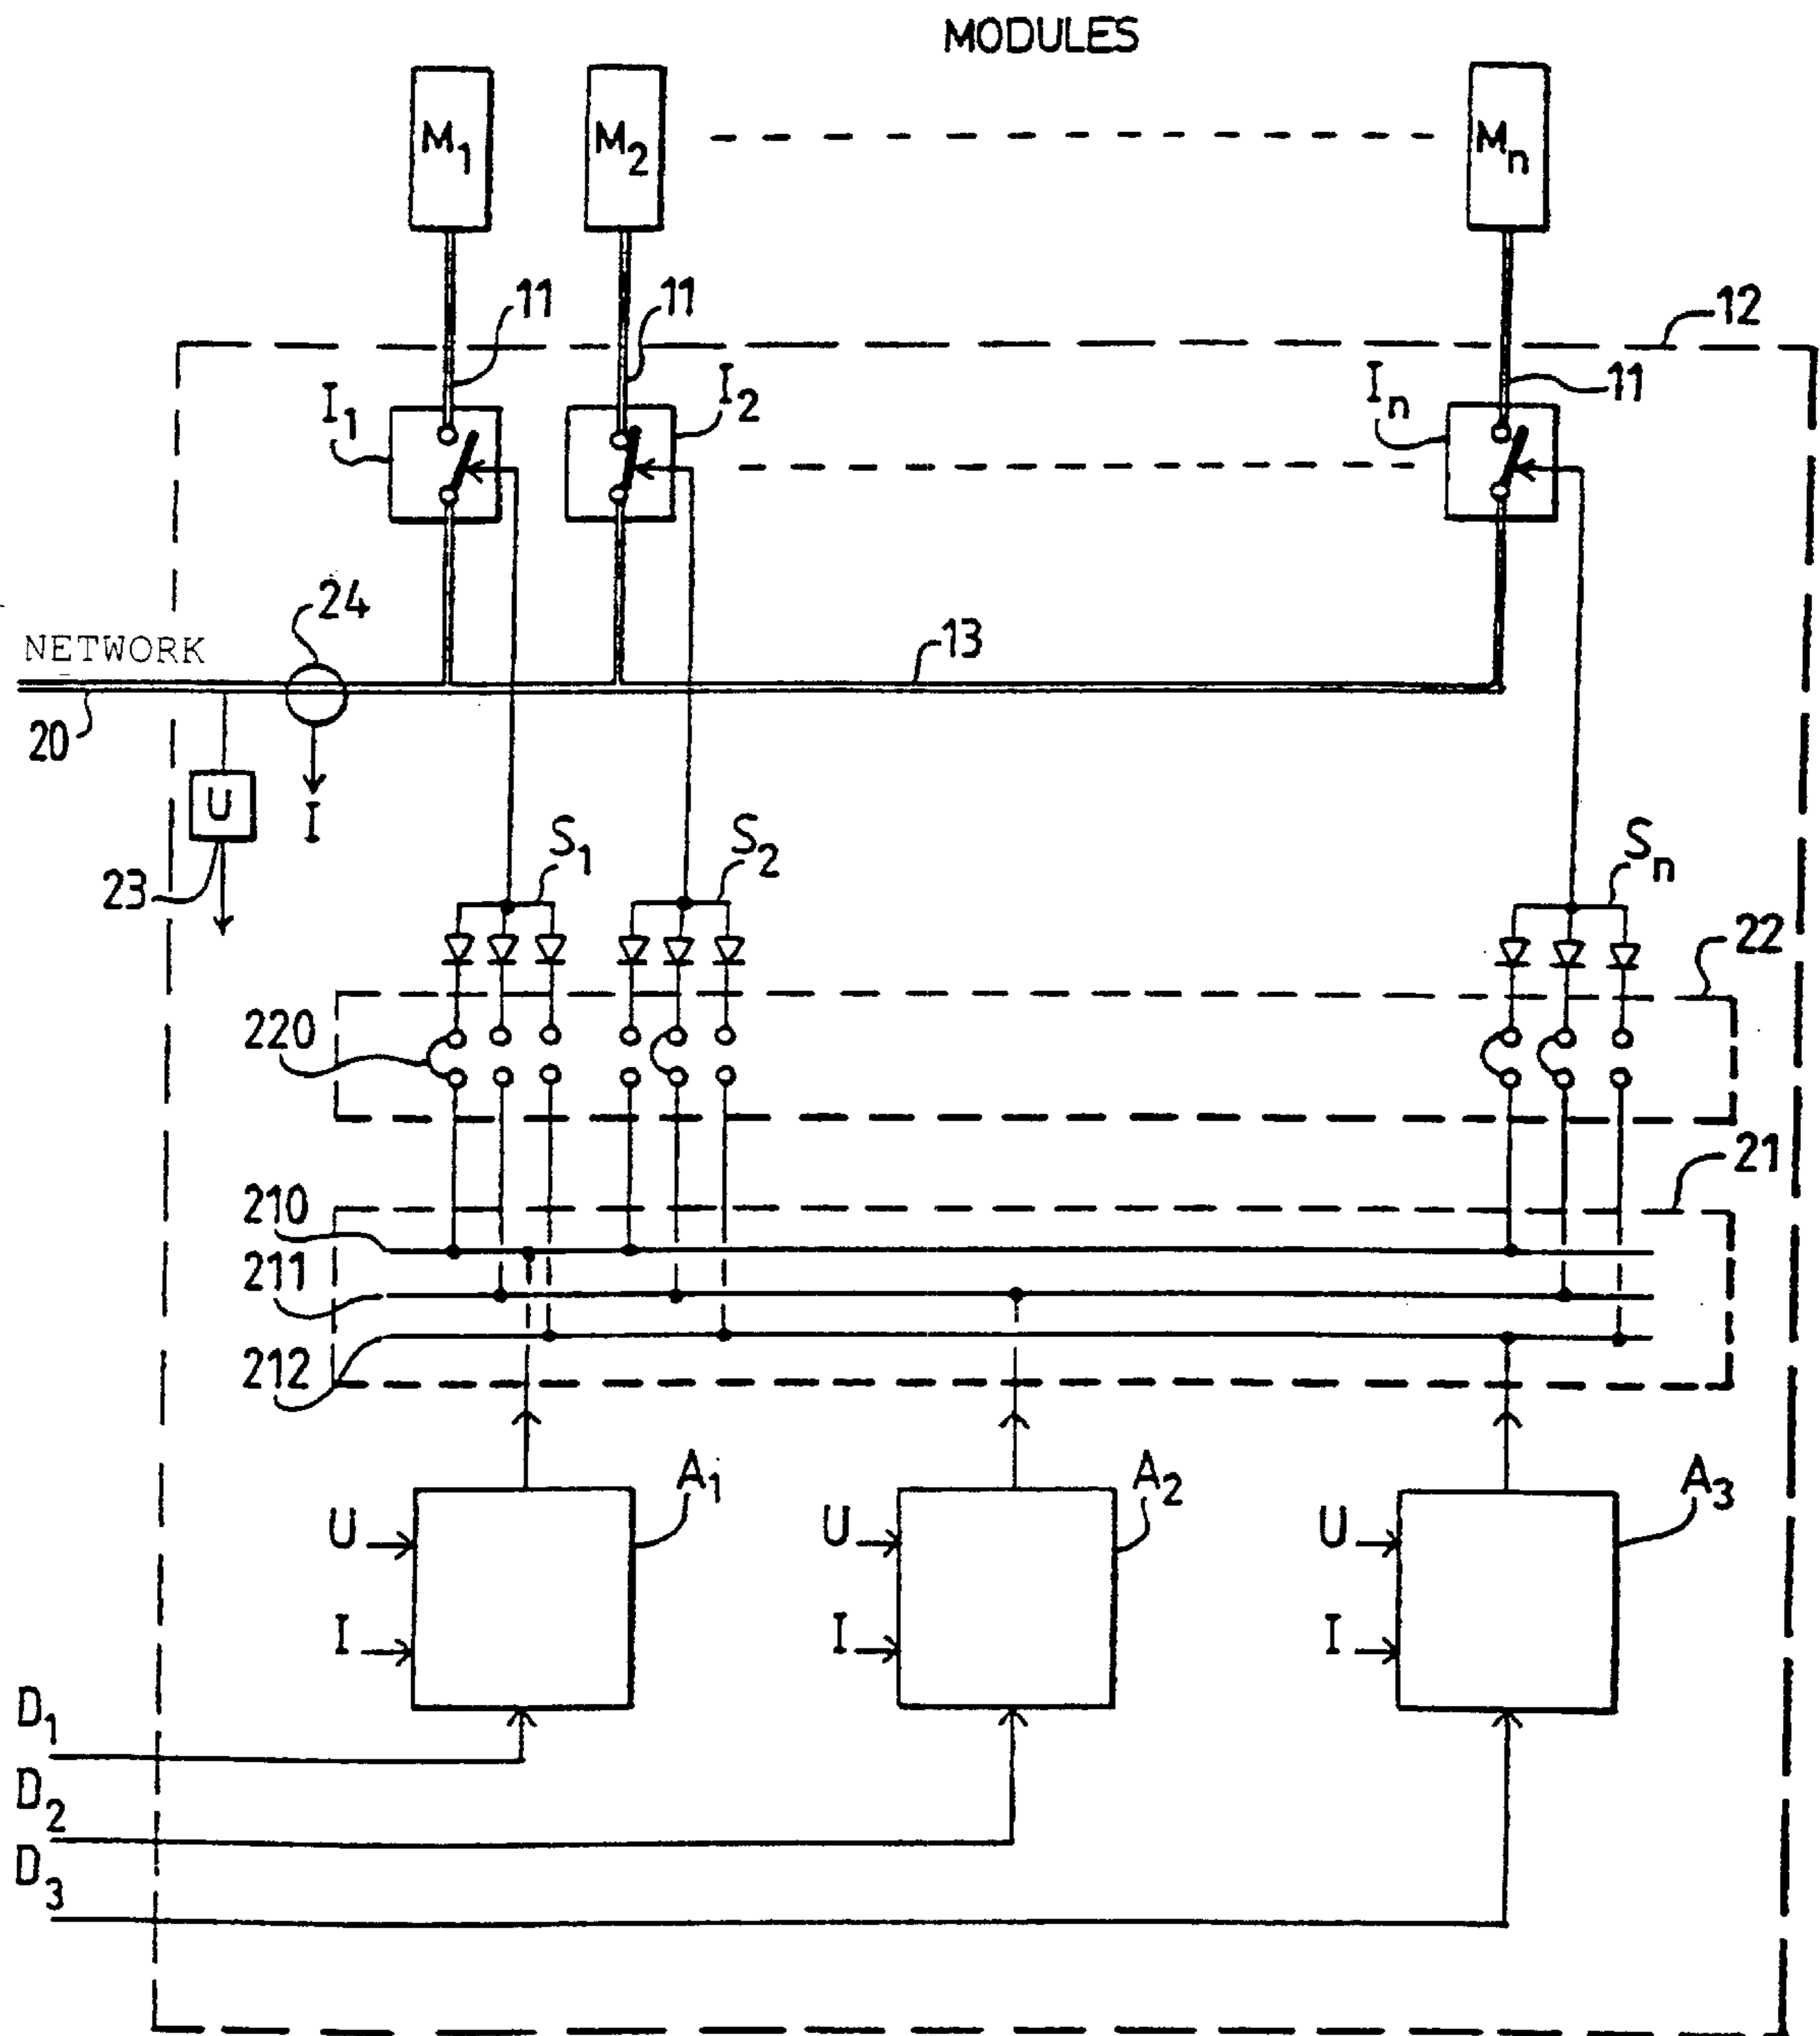 MODULES
M1 M2 Mn
11 11 12
I1 I2 In 11
24
NETWORK 13
20
U I
23 S1 S2 Sn
22
220
21
210
211
212
A1 A2 A3
U U U
I I I
D1
D2
D3